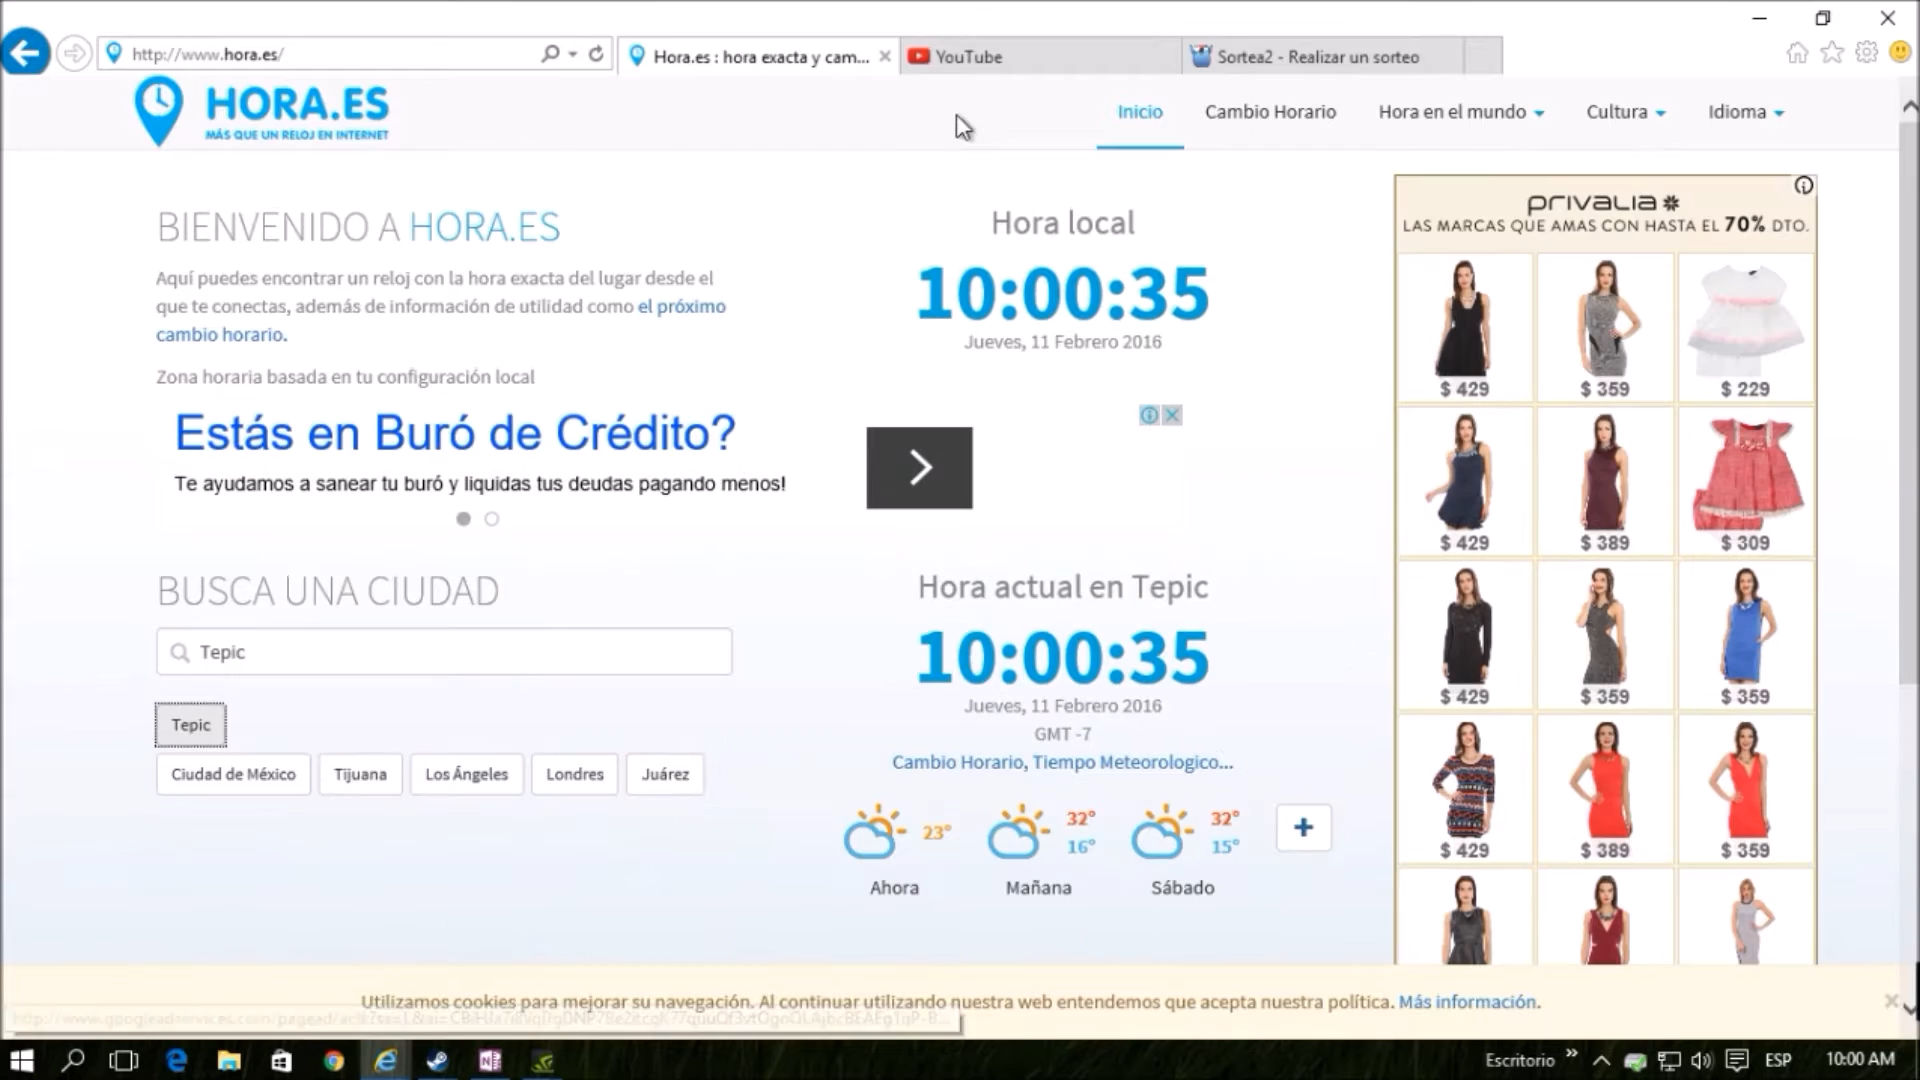 http://www.hora.es/
Hora.es : hora exacta y cam...
YouTube
Sortea2 - Realizar un sorteo
HORA.ES
MÁS QUE UN RELOJ EN INTERNET
Inicio
Cambio Horario
Hora en el mundo
Cultura
Idioma
BIENVENIDO A HORA.ES
Aquí puedes encontrar un reloj con la hora exacta del lugar desde el
que te conectas, además de información de utilidad como el próximo
cambio horario.
Zona horaria basada en tu configuración local
Hora local
10:00:35
Jueves, 11 Febrero 2016
Estás en Buró de Crédito?
Te ayudamos a sanear tu buró y liquidas tus deudas pagando menos!
BUSCA UNA CIUDAD
Tepic
Tepic
Ciudad de México
Tijuana
Los Ángeles
Londres
Juárez
Hora actual en Tepic
10:00:35
Jueves, 11 Febrero 2016
GMT -7
Cambio Horario, Tiempo Meteorologico...
23°
32°
16°
32°
15°
Ahora
Mañana
Sábado
privalia
LAS MARCAS QUE AMAS CON HASTA EL 70% DTO.
$ 429
$ 359
$ 229
$ 429
$ 389
$ 309
$ 429
$ 359
$ 359
$ 429
$ 389
$ 359
Utilizamos cookies para mejorar su navegación. Al continuar utilizando nuestra web entendemos que acepta nuestra política. Más información.
Escritorio
ESP
10:00 AM